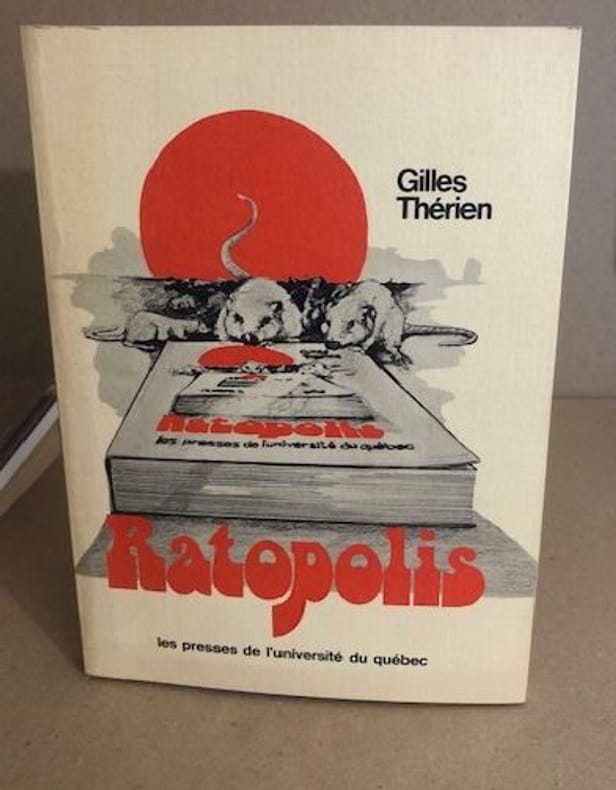 Gilles
Thérien
Ratopolis
les presses de l'université du québec
Ratopolis
les presses de l'université du québec